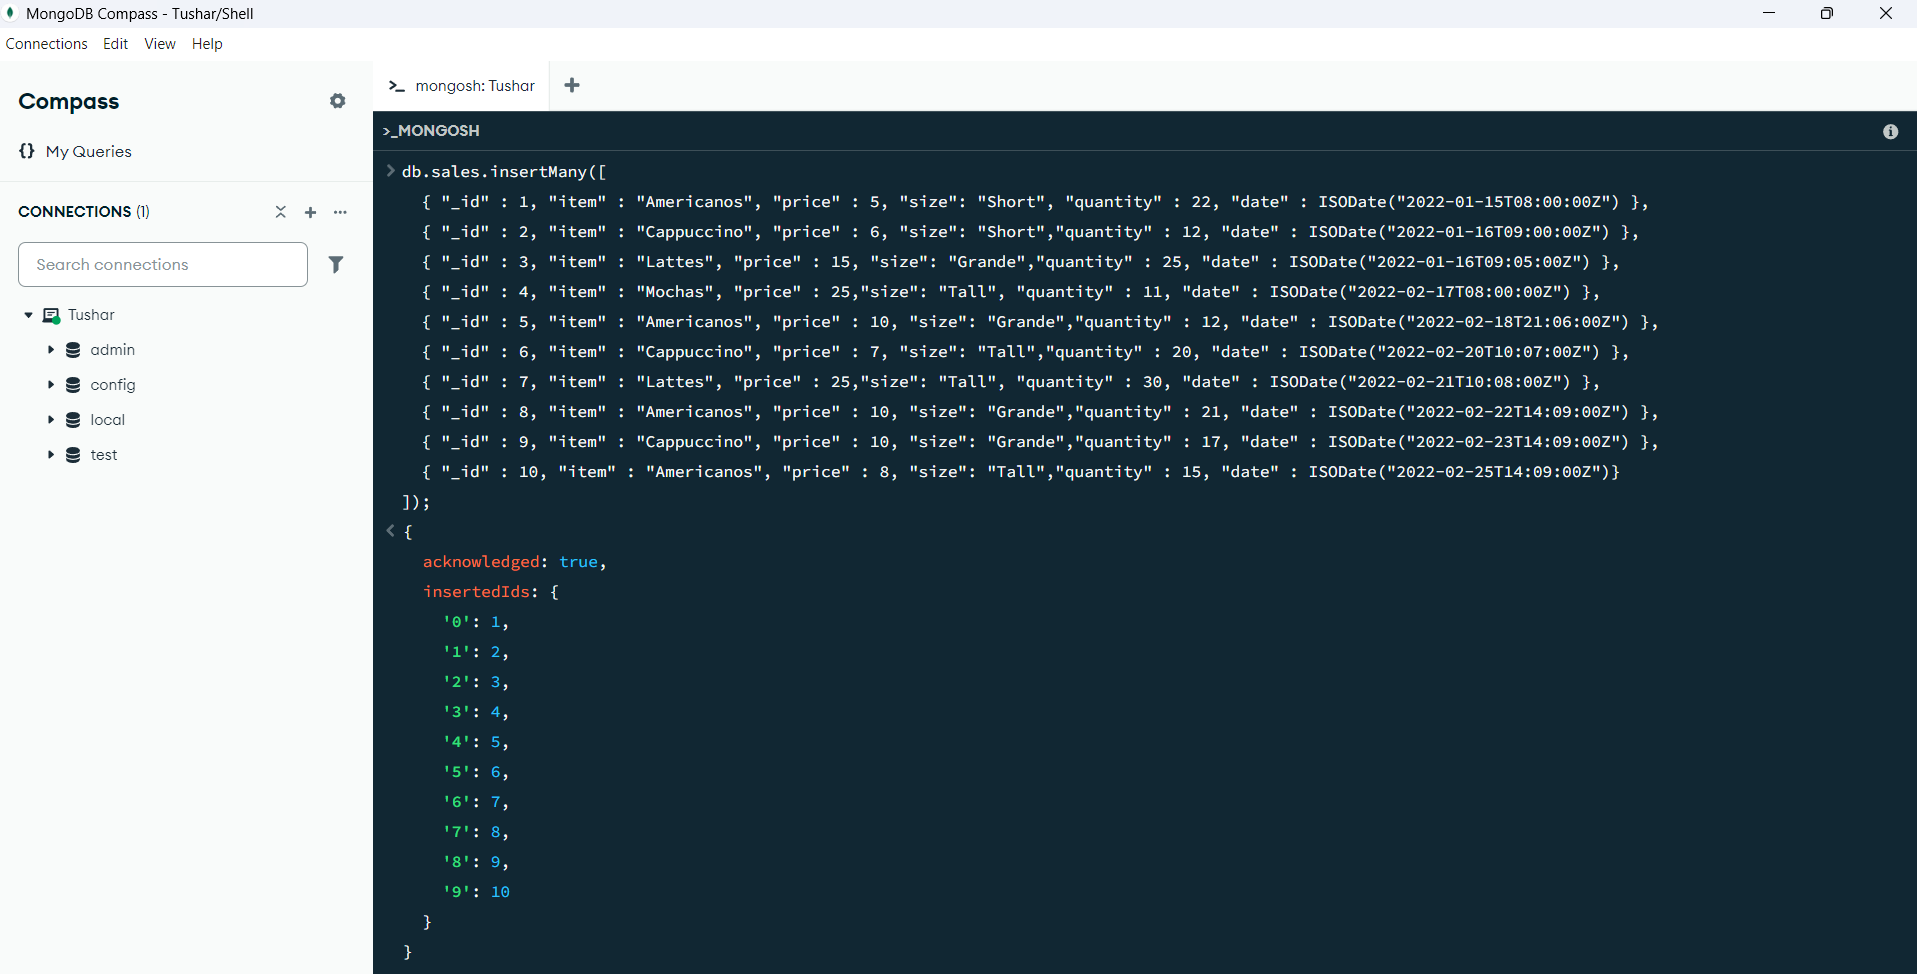 MongoDB Compass - Tushar/Shell
Connections Edit View Help
Compass
{} My Queries
CONNECTIONS (1)
Search connections
Tushar
admin
config
local
test
>_ mongosh: Tushar
>_MONGOSH
db.sales.insertMany([
{ "_id" : 1, "item" : "Americanos", "price" : 5, "size": "Short", "quantity" : 22, "date" : ISODate("2022-01-15T08:00:00Z") },
{ "_id" : 2, "item" : "Cappuccino", "price" : 6, "size": "Short","quantity" : 12, "date" : ISODate("2022-01-16T09:00:00Z") },
{ "_id" : 3, "item" : "Lattes", "price" : 15, "size": "Grande","quantity" : 25, "date" : ISODate("2022-01-16T09:05:00Z") },
{ "_id" : 4, "item" : "Mochas", "price" : 25,"size": "Tall", "quantity" : 11, "date" : ISODate("2022-02-17T08:00:00Z") },
{ "_id" : 5, "item" : "Americanos", "price" : 10, "size": "Grande","quantity" : 12, "date" : ISODate("2022-02-18T21:06:00Z") },
{ "_id" : 6, "item" : "Cappuccino", "price" : 7, "size": "Tall","quantity" : 20, "date" : ISODate("2022-02-20T10:07:00Z") },
{ "_id" : 7, "item" : "Lattes", "price" : 25,"size": "Tall", "quantity" : 30, "date" : ISODate("2022-02-21T10:08:00Z") },
{ "_id" : 8, "item" : "Americanos", "price" : 10, "size": "Grande","quantity" : 21, "date" : ISODate("2022-02-22T14:09:00Z") },
{ "_id" : 9, "item" : "Cappuccino", "price" : 10, "size": "Grande","quantity" : 17, "date" : ISODate("2022-02-23T14:09:00Z") },
{ "_id" : 10, "item" : "Americanos", "price" : 8, "size": "Tall","quantity" : 15, "date" : ISODate("2022-02-25T14:09:00Z")}
]);
{
acknowledged: true,
insertedIds: {
'0': 1,
'1': 2,
'2': 3,
'3': 4,
'4': 5,
'5': 6,
'6': 7,
'7': 8,
'8': 9,
'9': 10
}
}